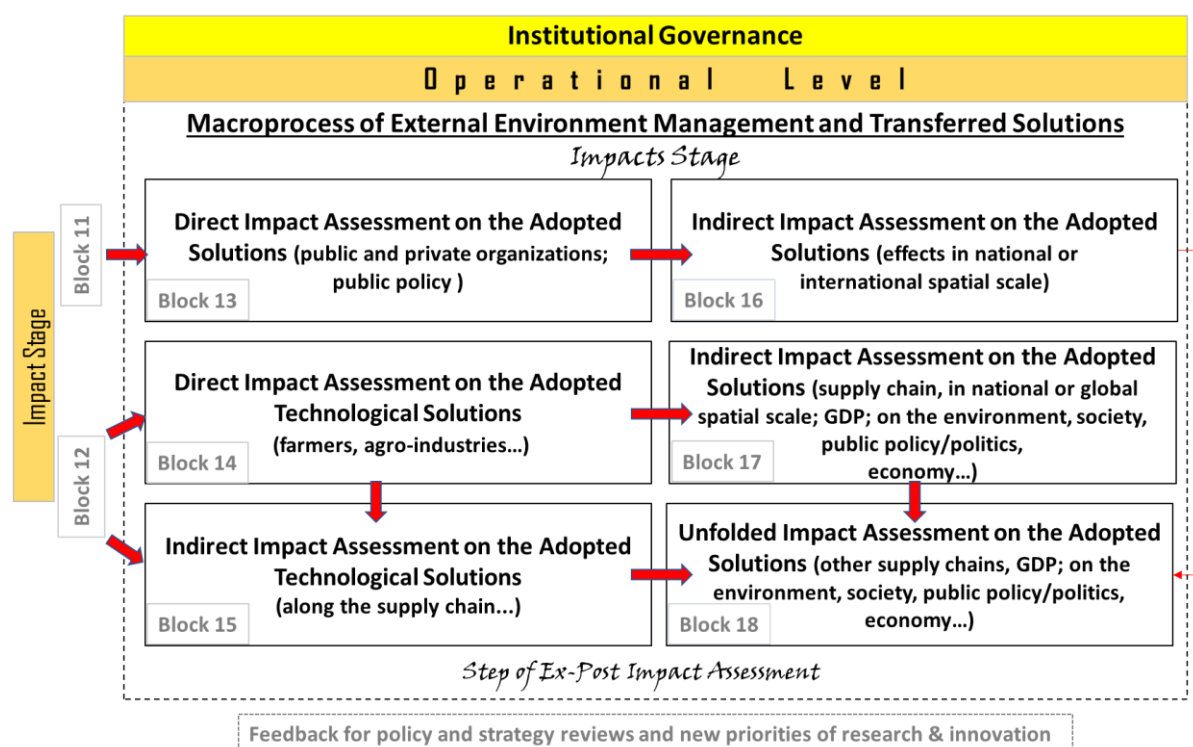 Institutional Governance
Operational Level
Macroprocess of External Environment Management and Transferred Solutions
Impacts Stage
Impact Stage
Block 11
Direct Impact Assessment on the Adopted
Solutions (public and private organizations;
public policy )
Block 13
Indirect Impact Assessment on the Adopted
Solutions (effects in national or
international spatial scale)
Block 16
Block 12
Direct Impact Assessment on the Adopted
Technological Solutions
(farmers, agro-industries...)
Block 14
Indirect Impact Assessment on the Adopted
Solutions (supply chain, in national or global
spatial scale; GDP; on the environment, society,
public policy/politics,
economy...)
Block 17
Indirect Impact Assessment on the Adopted
Technological Solutions
(along the supply chain...)
Block 15
Unfolded Impact Assessment on the Adopted
Solutions (other supply chains, GDP; on the
environment, society, public policy/politics,
economy...)
Block 18
Step of Ex-Post Impact Assessment
Feedback for policy and strategy reviews and new priorities of research & innovation